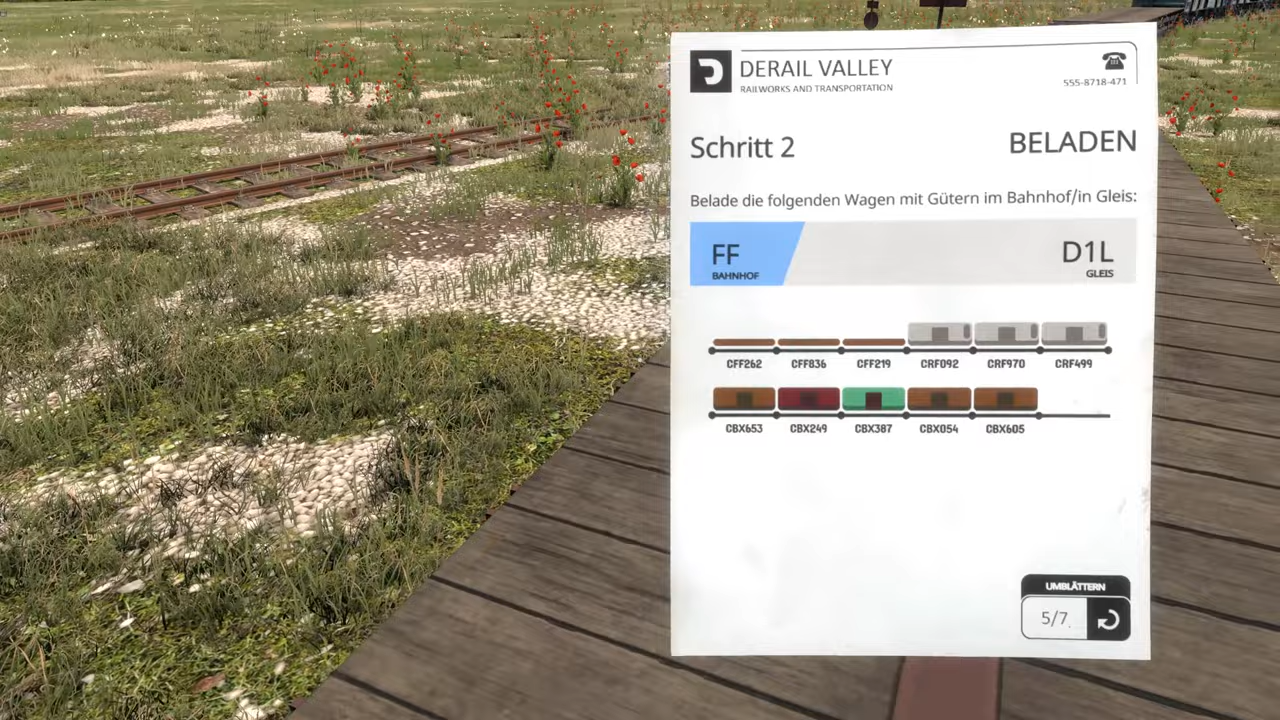 DERAIL VALLEY
RAILWORKS AND TRANSPORTATION
555-8718-471
Schritt 2
BELADEN
Belade die folgenden Wagen mit Gütern im Bahnhof/in Gleis:
FF
BAHNHOF
D1L
GLEIS
CFF262 CFF836 CFF219 CRF092 CRF970 CRF499
CBX653 CBX249 CBX387 CBX054 CBX605
UMBLÄTTERN
5/7